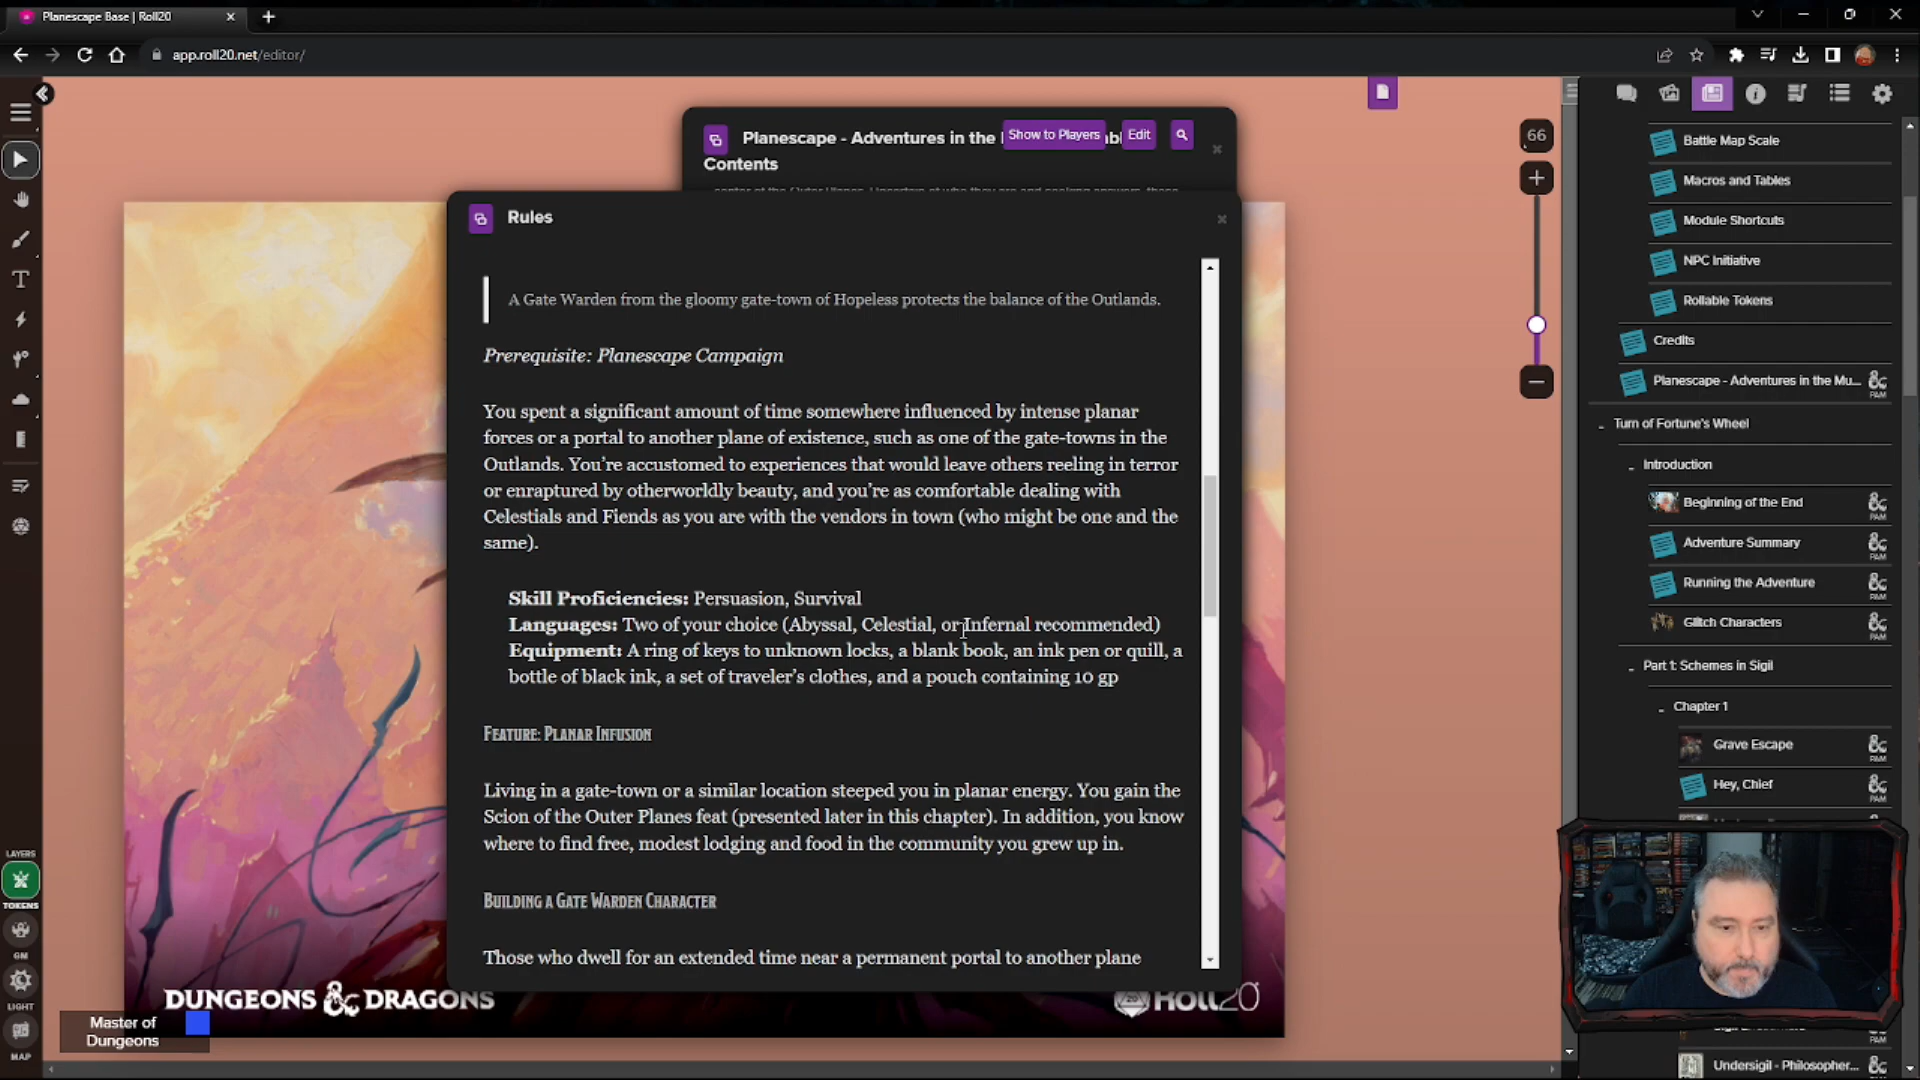 Planescape Base | Roll20
app.roll20.net/editor/
Planescape - Adventures in the
Show to Players
Edit
Contents
66
Rules
A Gate Warden from the gloomy gate-town of Hopeless protects the balance of the Outlands.
Prerequisite: Planescape Campaign
You spent a significant amount of time somewhere influenced by intense planar
forces or a portal to another plane of existence, such as one of the gate-towns in the
Outlands. You're accustomed to experiences that would leave others reeling in terror
or enraptured by otherworldly beauty, and you're as comfortable dealing with
Celestials and Fiends as you are with the vendors in town (who might be one and the
same).
Skill Proficiencies: Persuasion, Survival
Languages: Two of your choice (Abyssal, Celestial, or Infernal recommended)
Equipment: A ring of keys to unknown locks, a blank book, an ink pen or quill, a
bottle of black ink, a set of traveler's clothes, and a pouch containing 10 gp
Feature: Planar Infusion
Living in a gate-town or a similar location steeped you in planar energy. You gain the
Scion of the Outer Planes feat (presented later in this chapter). In addition, you know
where to find free, modest lodging and food in the community you grew up in.
Building a Gate Warden Character
Those who dwell for an extended time near a permanent portal to another plane
DUNGEONS & DRAGONS
ROLL20
Master of
Dungeons
LAYERS
TOKENS
GM
LIGHT
MAP
Battle Map Scale
Macros and Tables
Module Shortcuts
NPC Initiative
Rollable Tokens
Credits
Planescape - Adventures in the Mu...
PAM
Turn of Fortune's Wheel
Introduction
Beginning of the End
PAM
Adventure Summary
PAM
Running the Adventure
PAM
Glitch Characters
PAM
Part 1: Schemes in Sigil
Chapter 1
Grave Escape
PAM
Hey, Chief
PAM
Undersigil - Philosopher...